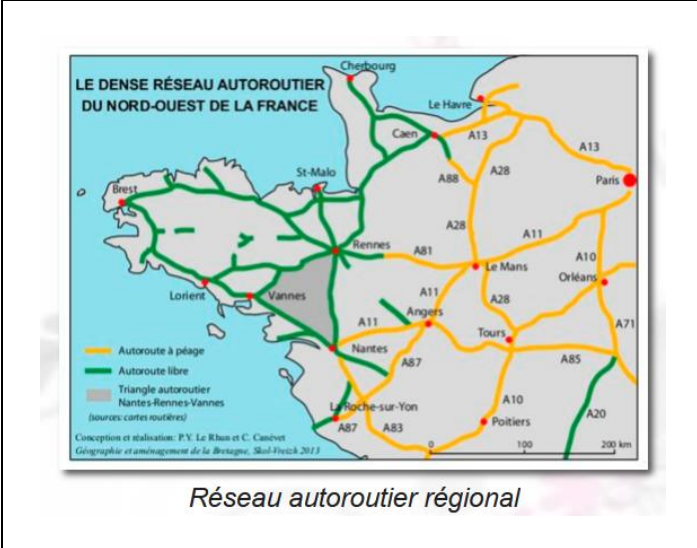 LE DENSE RÉSEAU AUTOROUTIER
DU NORD-OUEST DE LA FRANCE
Cherbourg
Le Havre
Caen
A13
A13
A88
A28
Paris
St-Malo
Brest
A28
A11
Rennes
A81
Le Mans
A10
Orléans
Lorient
Vannes
A11
A28
Angers
A11
Tours
A71
Nantes
A87
A85
Autoroute à péage
Autoroute libre
Triangle autoroutier
Nantes-Rennes-Vannes
(sources: cartes routières)
La Roche-sur-Yon
A10
A20
A87
A83
Poitiers
Conception et réalisation: P.Y. Le Rhun et C. Canévet
Géographie et aménagement de la Bretagne, Skol-Vreizh 2013
0 100 200 km
Réseau autoroutier régional